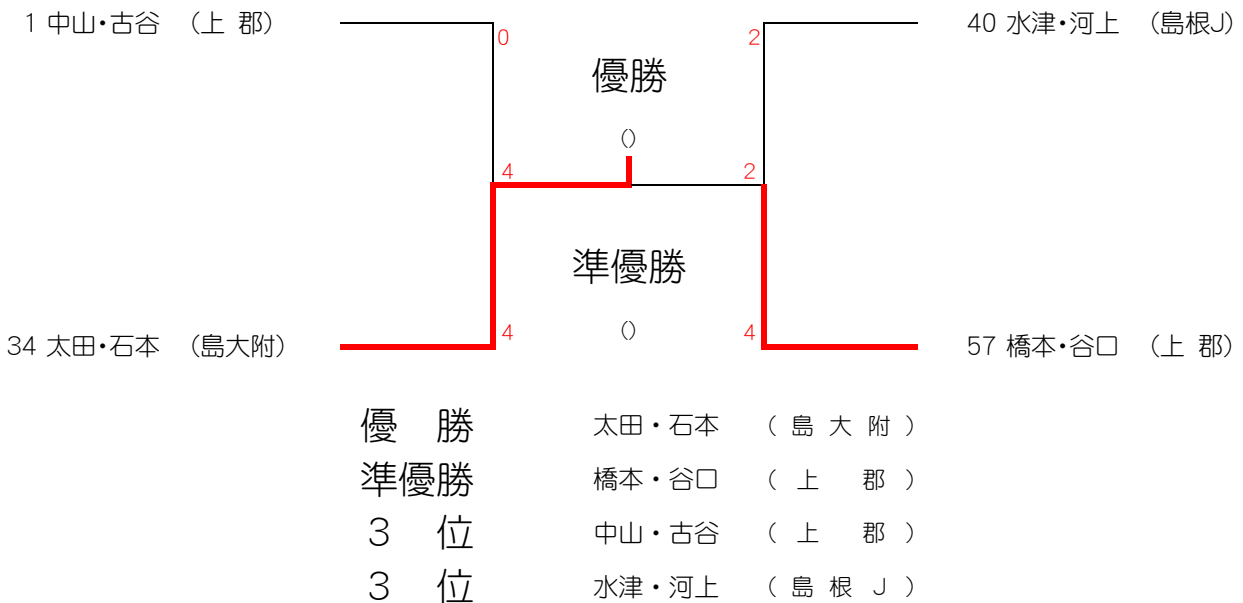 1 中山・古谷 （上 郡）
40 水津・河上 （島根J）
0
2
優勝
()
4
2
準優勝
()
4
4
34 太田・石本 （島大附）
57 橋本・谷口 （上 郡）
優 勝 太田・石本 （ 島 大 附 ）
準優勝 橋本・谷口 （ 上 郡 ）
3 位 中山・古谷 （ 上 郡 ）
3 位 水津・河上 （ 島 根 J ）